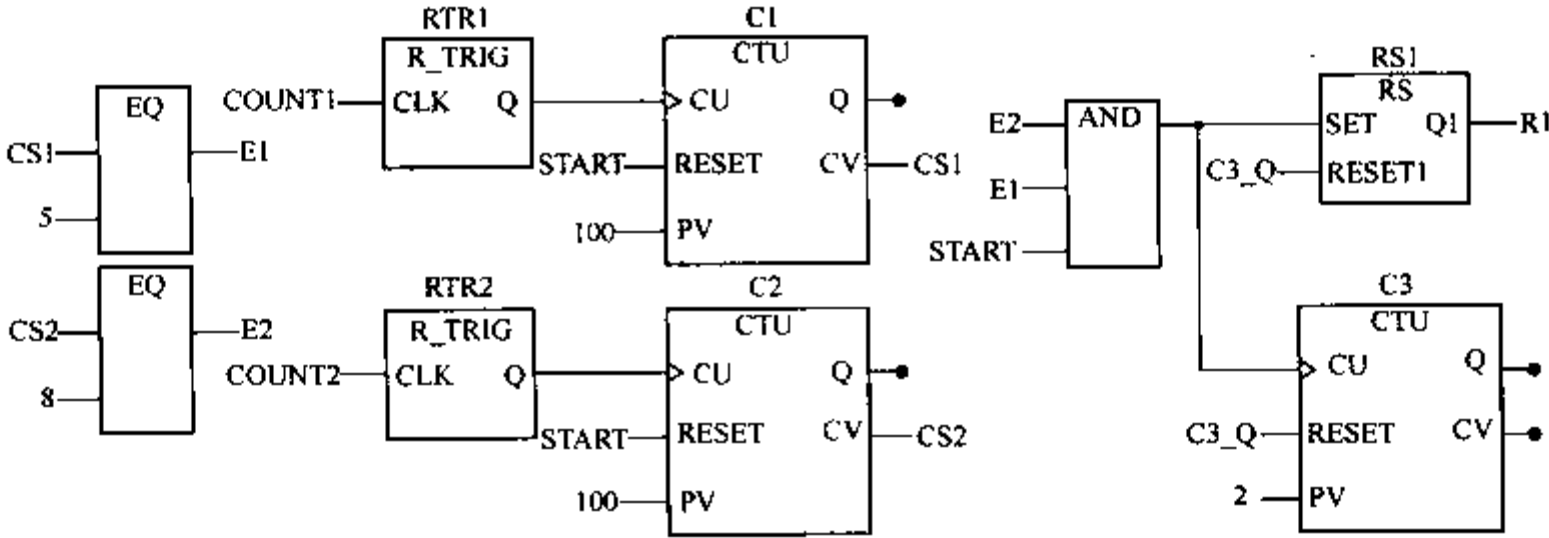 EQ
CS1
5
E1
EQ
CS2
8
E2
RTR1
R_TRIG
COUNT1
CLK Q
C1
CTU
CU Q
START RESET CV CS1
100 PV
RTR2
R_TRIG
COUNT2
CLK Q
C2
CTU
CU Q
START RESET CV CS2
100 PV
E2 AND
E1
START
RS1
RS
SET Q1 R1
C3_Q RESET1
C3
CTU
CU Q
C3_Q RESET CV
2 PV